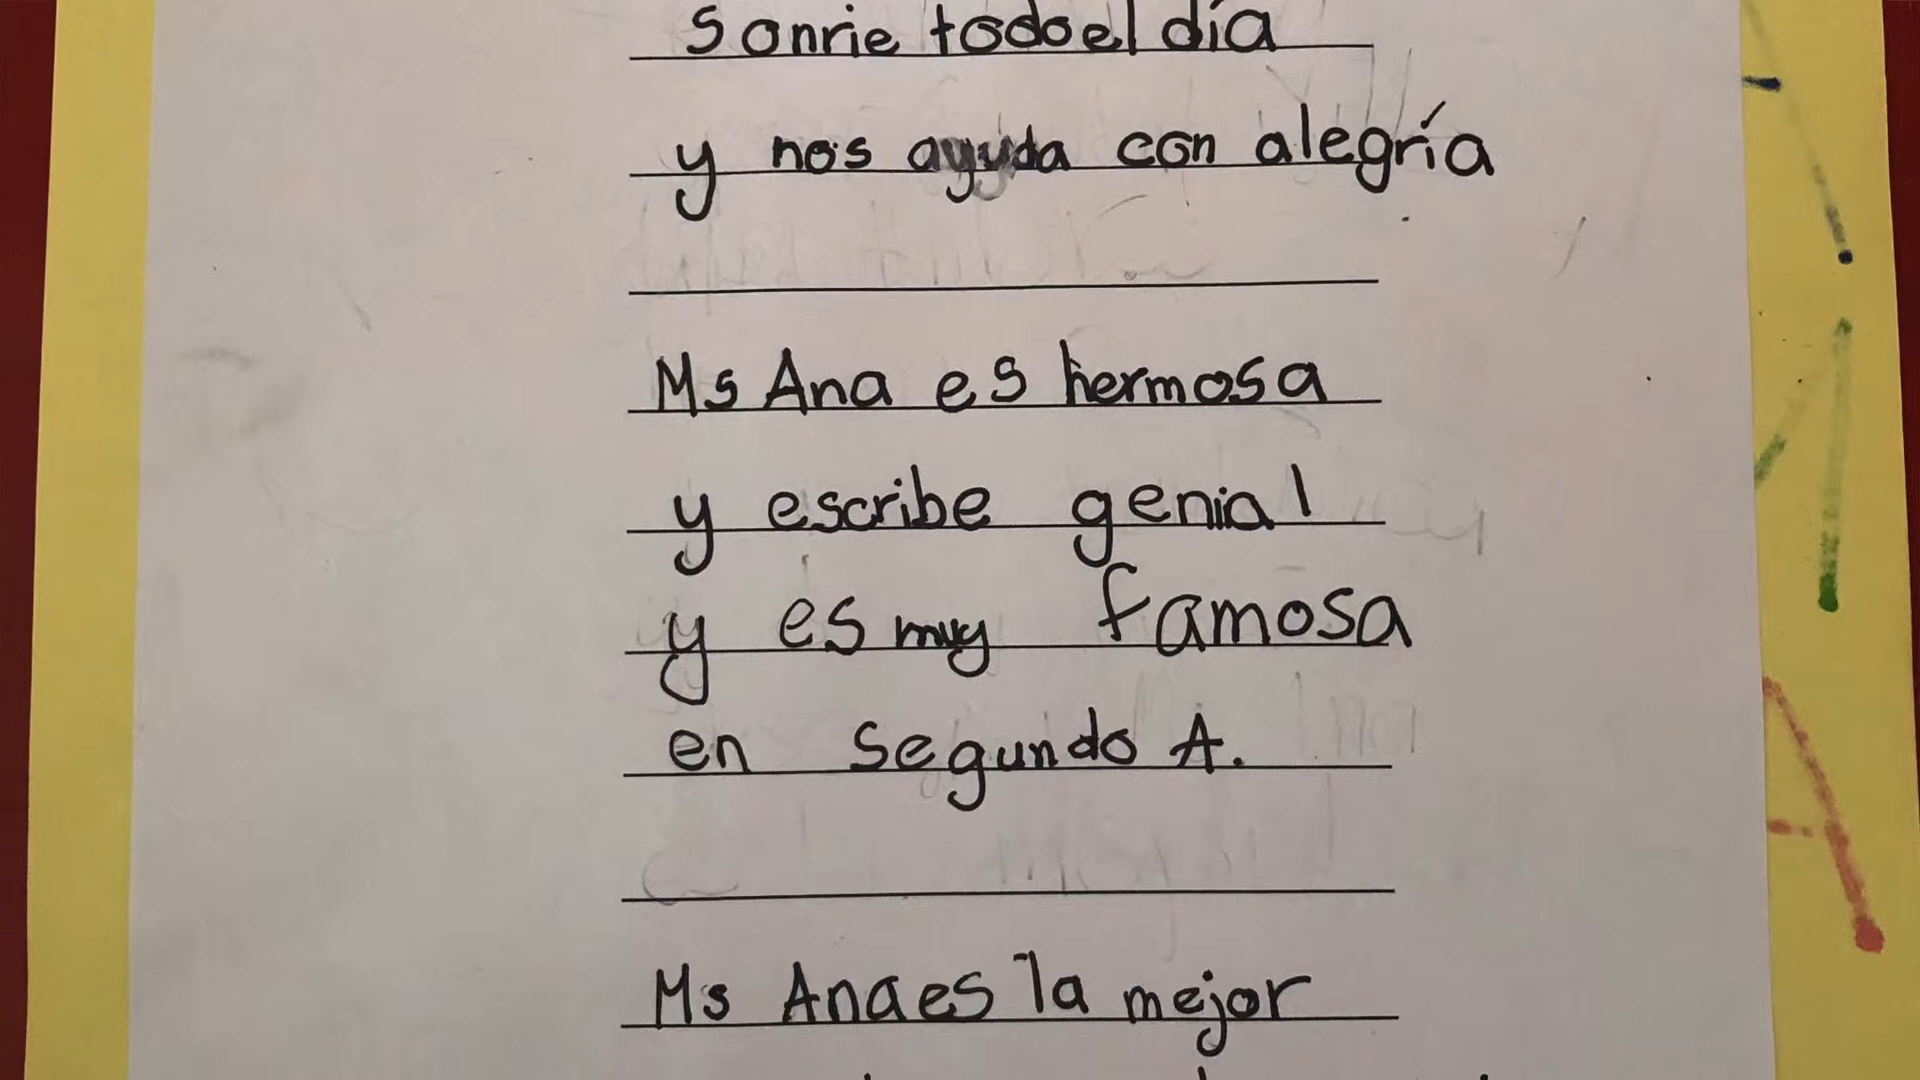 Sonrie todo el día
y nos ayuda con alegría
Ms Ana es hermosa
y escribe genial
y es muy famosa
en segundo A.
Ms Ana es la mejor